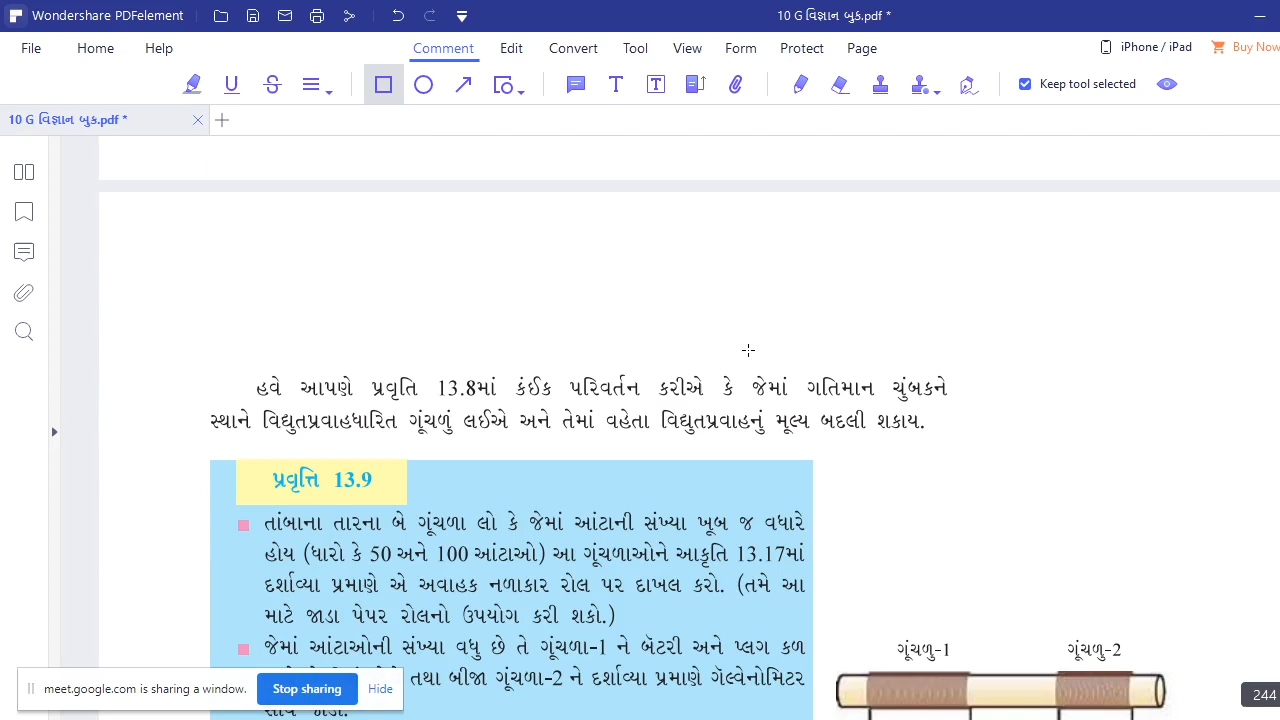 Wondershare PDFelement
10 G વિજ્ઞાન બુક.pdf *
File Home Help Comment Edit Convert Tool View Form Protect Page iPhone / iPad Buy Now
Keep tool selected
10 G વિજ્ઞાન બુક.pdf *
હવે આપણે પ્રવૃતિ 13.8માં કંઈક પરિવર્તન કરીએ કે જેમાં ગતિમાન ચુંબકને
સ્થાને વિદ્યુતપ્રવાહધારિત ગૂંચળું લઈએ અને તેમાં વહેતા વિદ્યુતપ્રવાહનું મૂલ્ય બદલી શકાય.
પ્રવૃત્તિ 13.9
તાંબાના તારના બે ગૂંચળા લો કે જેમાં આંટાની સંખ્યા ખૂબ જ વધારે
હોય (ધારો કે 50 અને 100 આંટાઓ) આ ગૂંચળાઓને આકૃતિ 13.17માં
દર્શાવ્યા પ્રમાણે એ અવાહક નળાકાર રોલ પર દાખલ કરો. (તમે આ
માટે જાડા પેપર રોલનો ઉપયોગ કરી શકો.)
જેમાં આંટાઓની સંખ્યા વધુ છે તે ગૂંચળા-1 ને બૅટરી અને પ્લગ કળ
તથા બીજા ગૂંચળા-2 ને દર્શાવ્યા પ્રમાણે ગૅલ્વેનોમિટર
ગૂંચળુ-1 ગૂંચળુ-2
meet.google.com is sharing a window. Stop sharing Hide
244